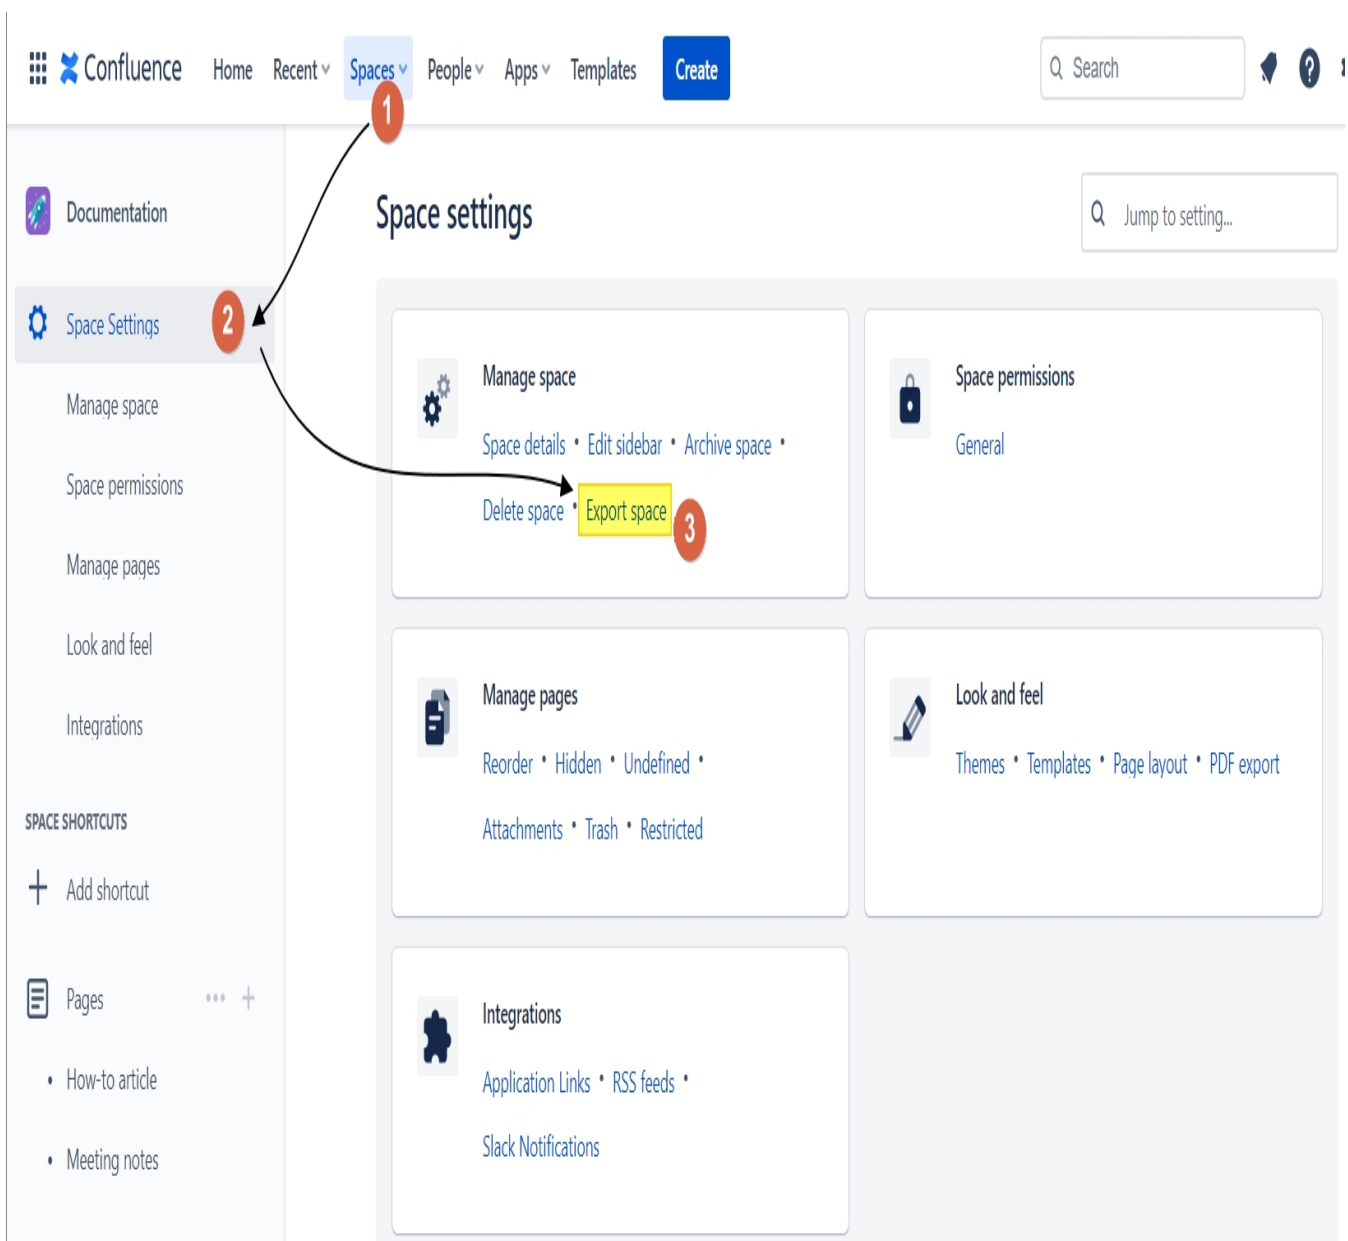 Confluence Home Recent Spaces People Apps Templates Create Search ?
1
Documentation
Space settings
Jump to setting...
Space Settings 2
Manage space
Space permissions
Manage pages
Look and feel
Integrations
SPACE SHORTCUTS
Add shortcut
Pages
• How-to article
• Meeting notes
Manage space
Space details • Edit sidebar • Archive space •
Delete space • Export space 3
Space permissions
General
Manage pages
Reorder • Hidden • Undefined •
Attachments • Trash • Restricted
Look and feel
Themes • Templates • Page layout • PDF export
Integrations
Application Links • RSS feeds •
Slack Notifications